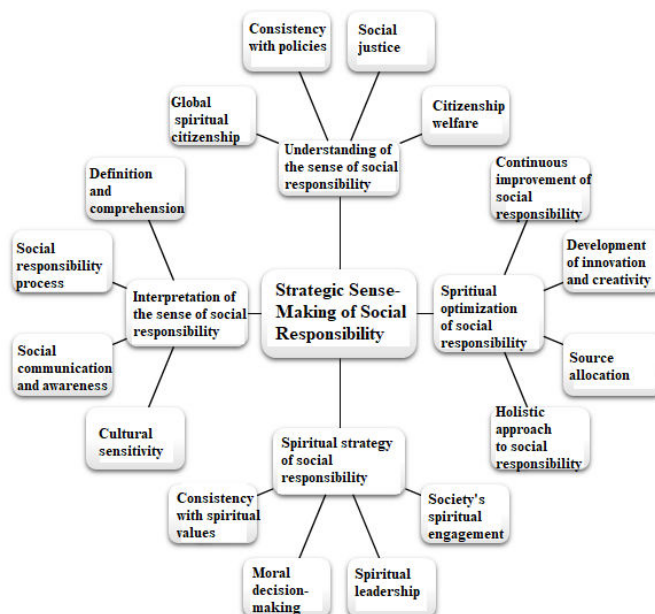 Consistency
with policies
Social
justice
Global
spiritual
citizenship
Citizenship
welfare
Understanding of
the sense of social
responsibility
Definition
and
comprehension
Continuous
improvement of
social
responsibility
Social
responsibility
process
Development
of innovation
and creativity
Interpretation of
the sense of social
responsibility
Strategic Sense-
Making of Social
Responsibility
Spritiual
optimization
of social
responsibility
Social
communication
and awareness
Source
allocation
Cultural
sensitivity
Holistic
approach
to social
responsibility
Spiritual strategy
of social
responsibility
Consistency
with spiritual
values
Society's
spiritual
engagement
Moral
decision-
making
Spiritual
leadership